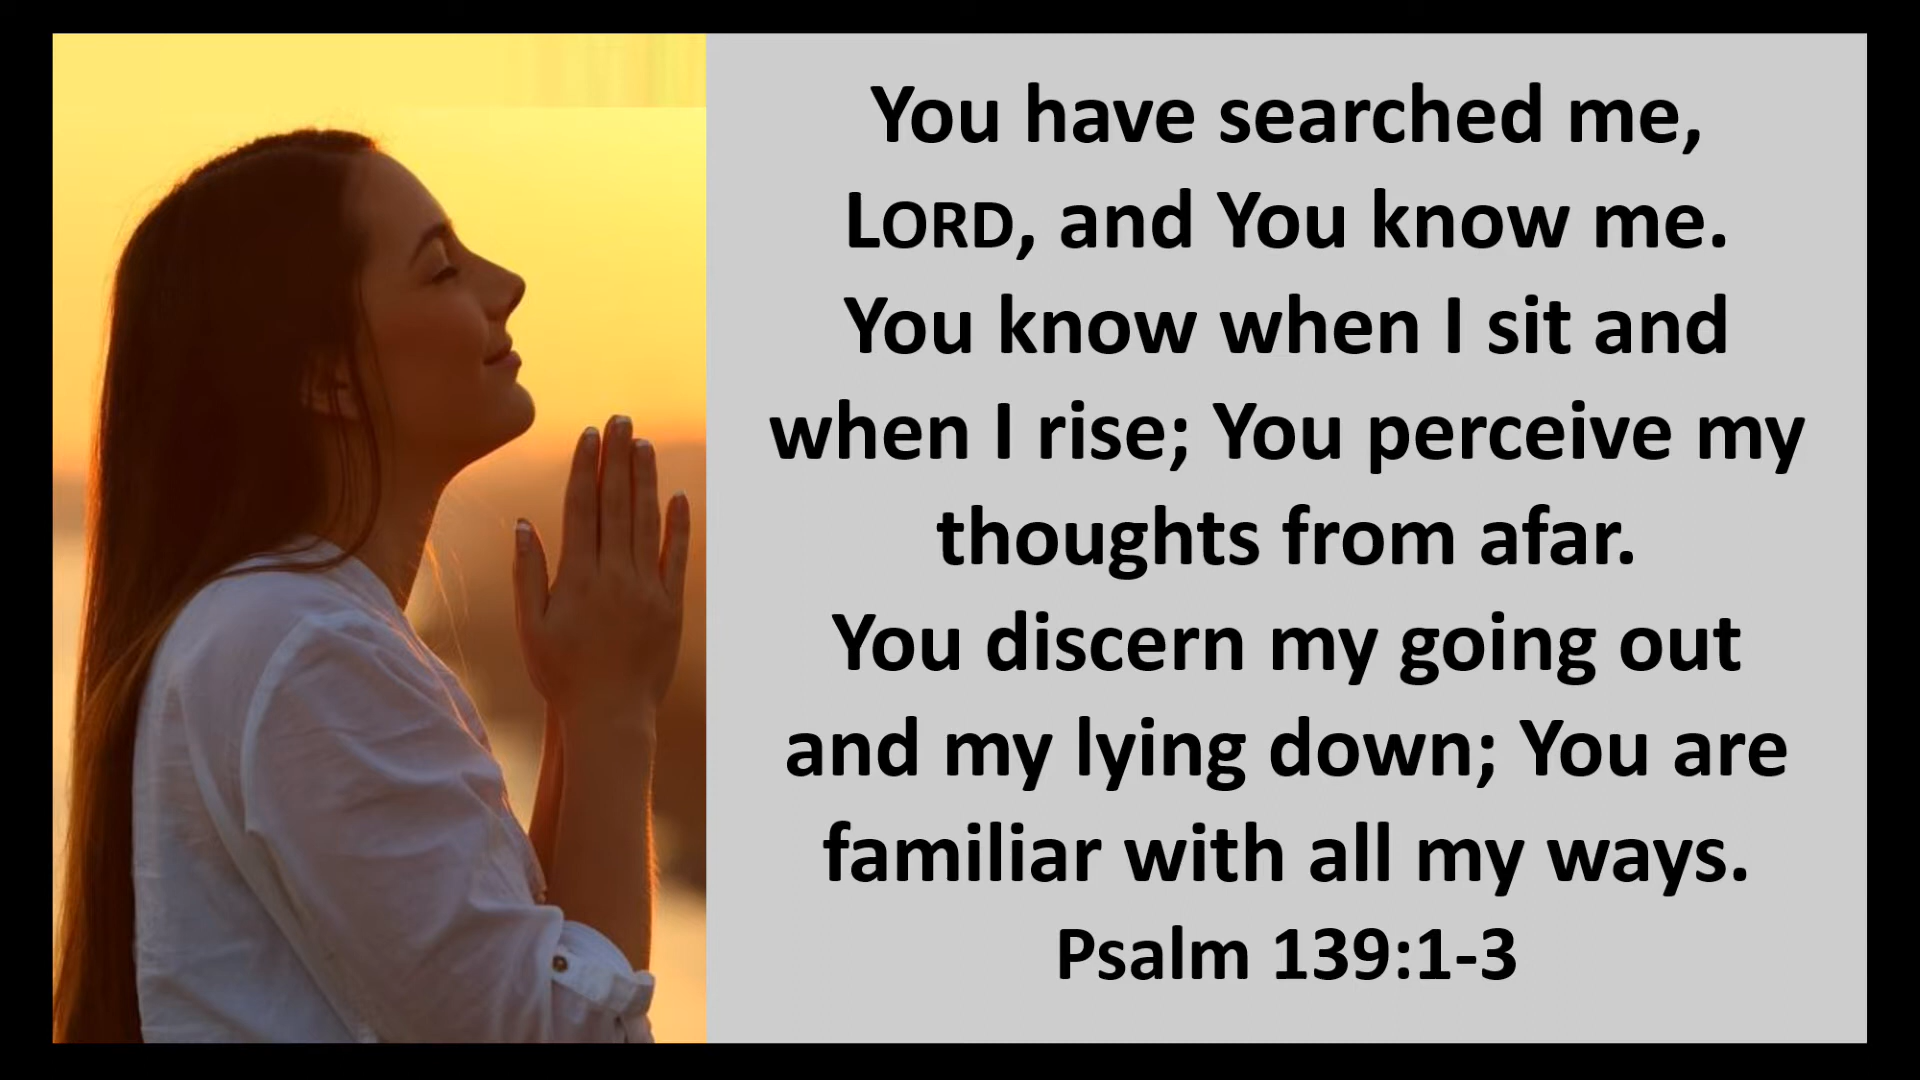 You have searched me,
LORD, and You know me.
You know when I sit and
when I rise; You perceive my
thoughts from afar.
You discern my going out
and my lying down; You are
familiar with all my ways.
Psalm 139:1-3